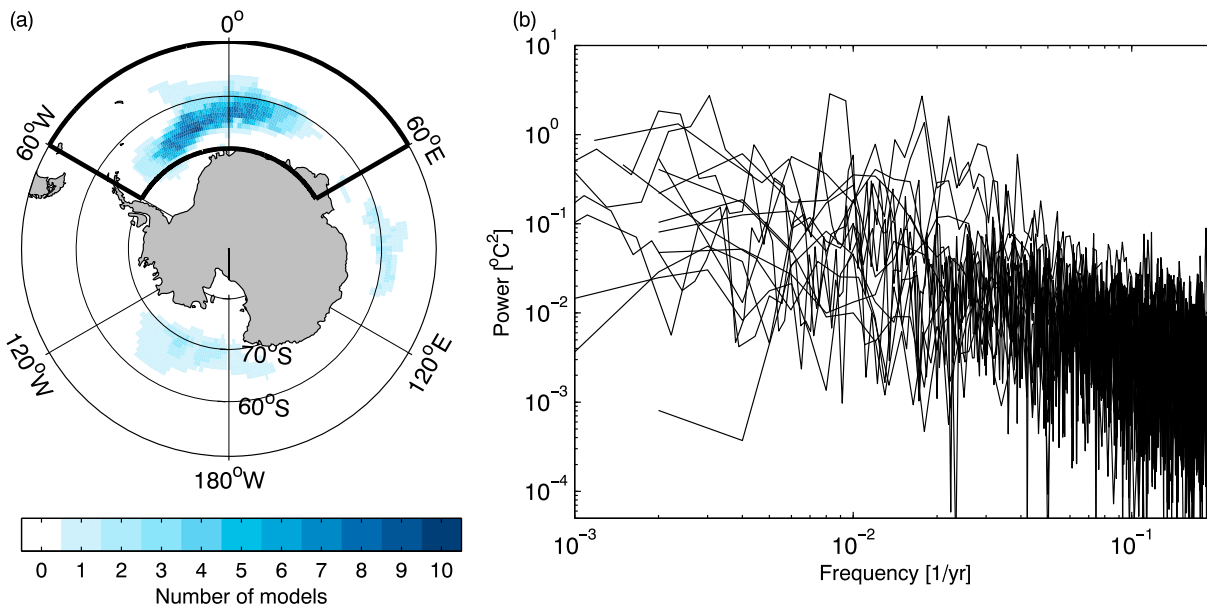 (a)
0°
60°W
60°E
120°W
120°E
70°S
60°S
180°W
0 1 2 3 4 5 6 7 8 9 10
Number of models
(b)
10^1
10^0
10^-1
10^-2
10^-3
10^-4
Power [°C^2]
10^-3 10^-2 10^-1
Frequency [1/yr]